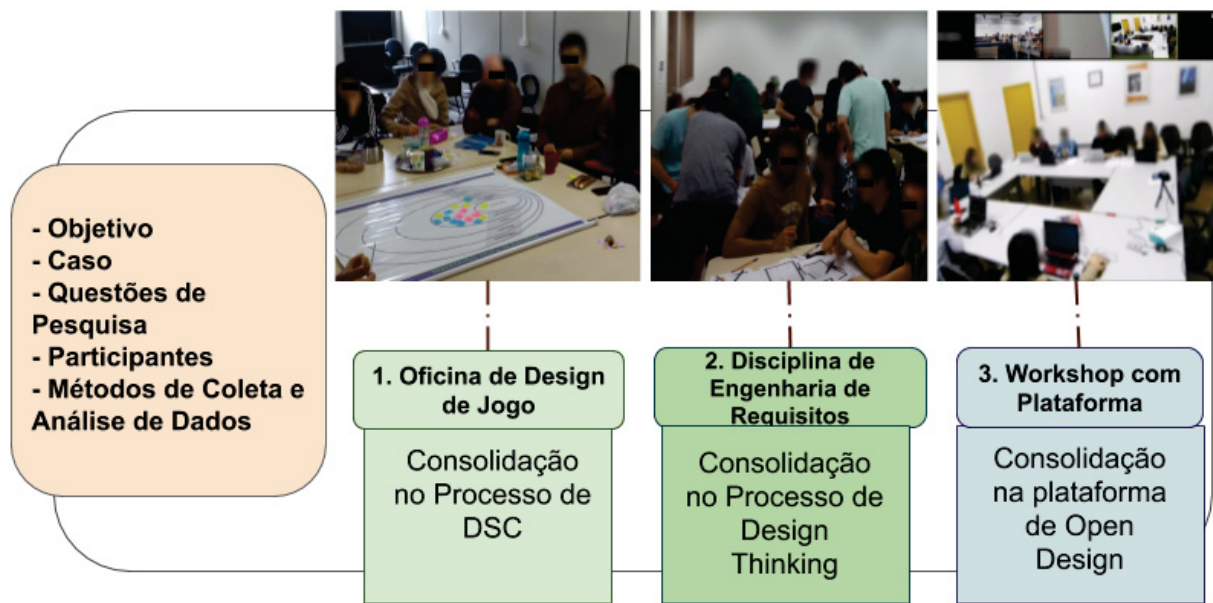 - Objetivo
- Caso
- Questões de
Pesquisa
- Participantes
- Métodos de Coleta e
Análise de Dados
1. Oficina de Design
de Jogo
Consolidação
no Processo de
DSC
2. Disciplina de
Engenharia de
Requisitos
Consolidação
no Processo de
Design
Thinking
3. Workshop com
Plataforma
Consolidação
na plataforma
de Open
Design